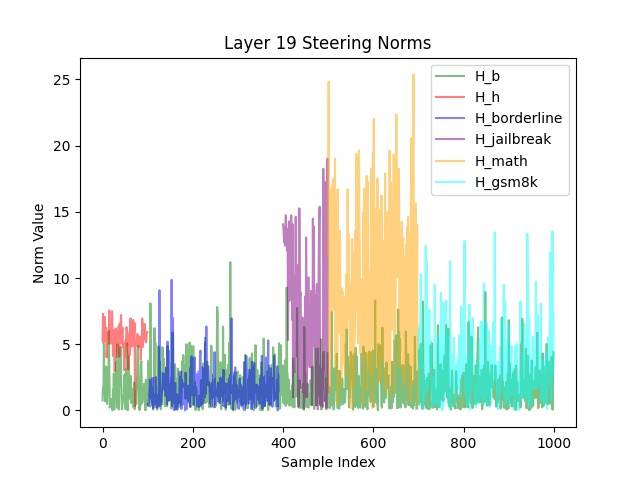 Layer 19 Steering Norms
H_b
H_h
H_borderline
H_jailbreak
H_math
H_gsm8k
Norm Value
25
20
15
10
5
0
0 200 400 600 800 1000
Sample Index